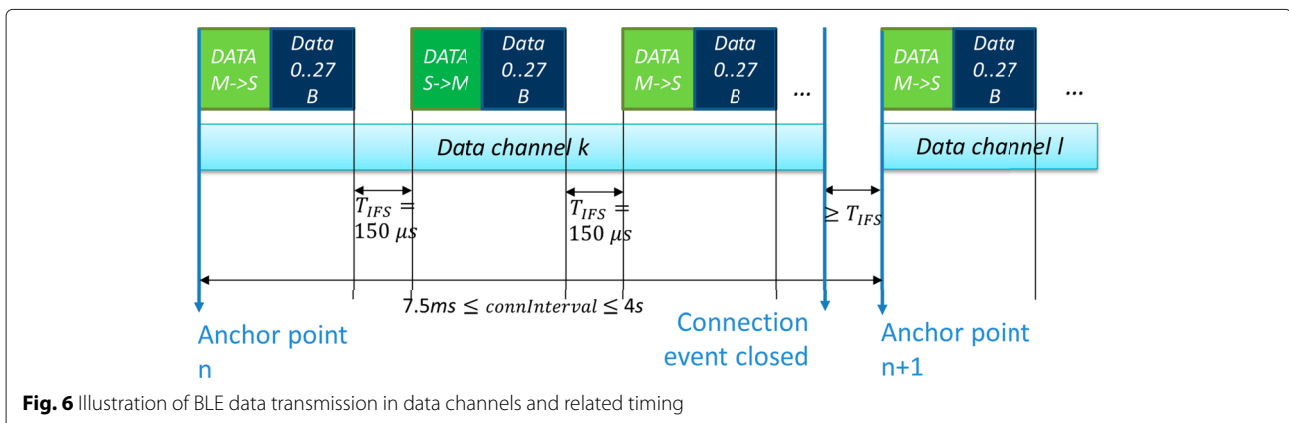 DATA
M->S
Data
0..27
B
DATA
S->M
Data
0..27
B
DATA
M->S
Data
0..27
B
...
DATA
M->S
Data
0..27
B
...
Data channel k
Data channel l
T_IFS =
150 μs
T_IFS =
150 μs
≥ T_IFS
7.5ms ≤ connInterval ≤ 4s
Anchor point
n
Connection
event closed
Anchor point
n+1
Fig. 6 Illustration of BLE data transmission in data channels and related timing